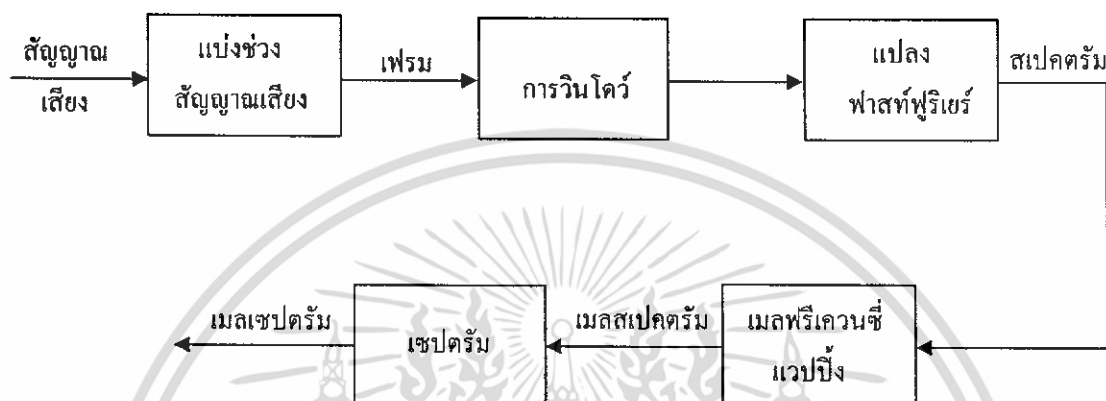 สัญญาณ
เสียง
แบ่งช่วง
สัญญาณเสียง
เฟรม
การวินโดว์
แปลง
ฟาสท์ฟูริเยร์
สเปคตรัม
เมลเซปตรัม
เซปตรัม
เมลสเปคตรัม
เมลฟรีเควนซี่
แวปปิ้ง